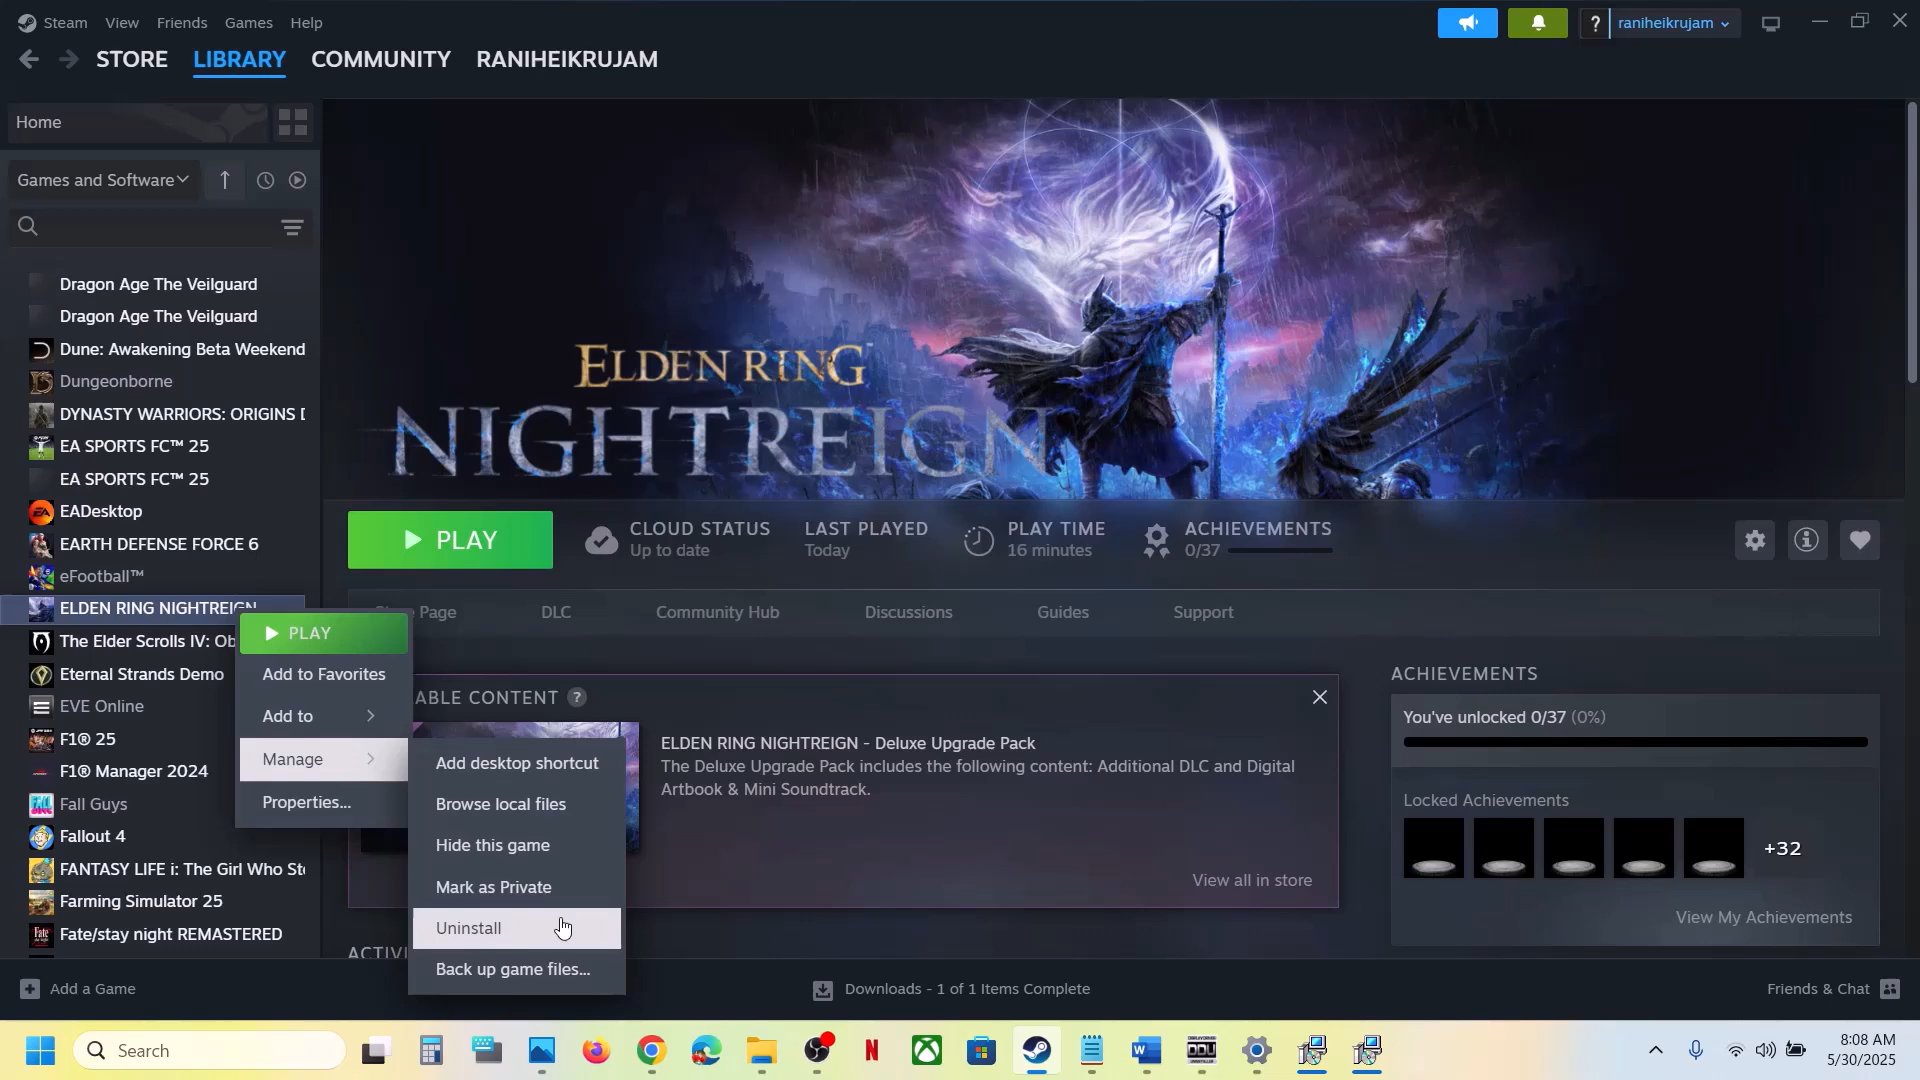 Steam View Friends Games Help
? raniheikrujam
STORE LIBRARY COMMUNITY RANIHEIKRUJAM
Home
Games and Software
Dragon Age The Veilguard
Dragon Age The Veilguard
Dune: Awakening Beta Weekend
Dungeonborne
DYNASTY WARRIORS: ORIGINS
EA SPORTS FC™ 25
EA SPORTS FC™ 25
EADesktop
EARTH DEFENSE FORCE 6
eFootball™
ELDEN RING NIGHTREIGN
The Elder Scrolls IV: Ob
Eternal Strands Demo
EVE Online
F1® 25
F1® Manager 2024
Fall Guys
Fallout 4
FANTASY LIFE i: The Girl Who Ste
Farming Simulator 25
Fate/stay night REMASTERED
Add a Game
PLAY
Add to Favorites
Add to
Manage
Properties...
Add desktop shortcut
Browse local files
Hide this game
Mark as Private
Uninstall
Back up game files...
ELDEN RING™
NIGHTREIGN
PLAY
CLOUD STATUS
Up to date
LAST PLAYED
Today
PLAY TIME
16 minutes
ACHIEVEMENTS
0/37
Page DLC Community Hub Discussions Guides Support
ABLE CONTENT ?
ELDEN RING NIGHTREIGN - Deluxe Upgrade Pack
The Deluxe Upgrade Pack includes the following content: Additional DLC and Digital
Artbook & Mini Soundtrack.
View all in store
ACTIV
ACHIEVEMENTS
You've unlocked 0/37 (0%)
Locked Achievements
+32
View My Achievements
Downloads - 1 of 1 Items Complete
Friends & Chat
Search
8:08 AM
5/30/2025